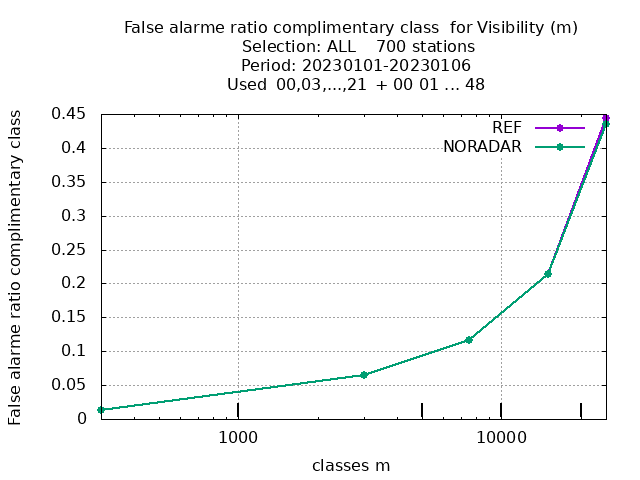 False alarme ratio complimentary class  for Visibility (m)
Selection: ALL    700 stations
Period: 20230101-20230106
Used  00,03,...,21  + 00 01 ... 48
False alarme ratio complimentary class
0.45
0.4
0.35
0.3
0.25
0.2
0.15
0.1
0.05
0
REF
NORADAR
1000
10000
classes m